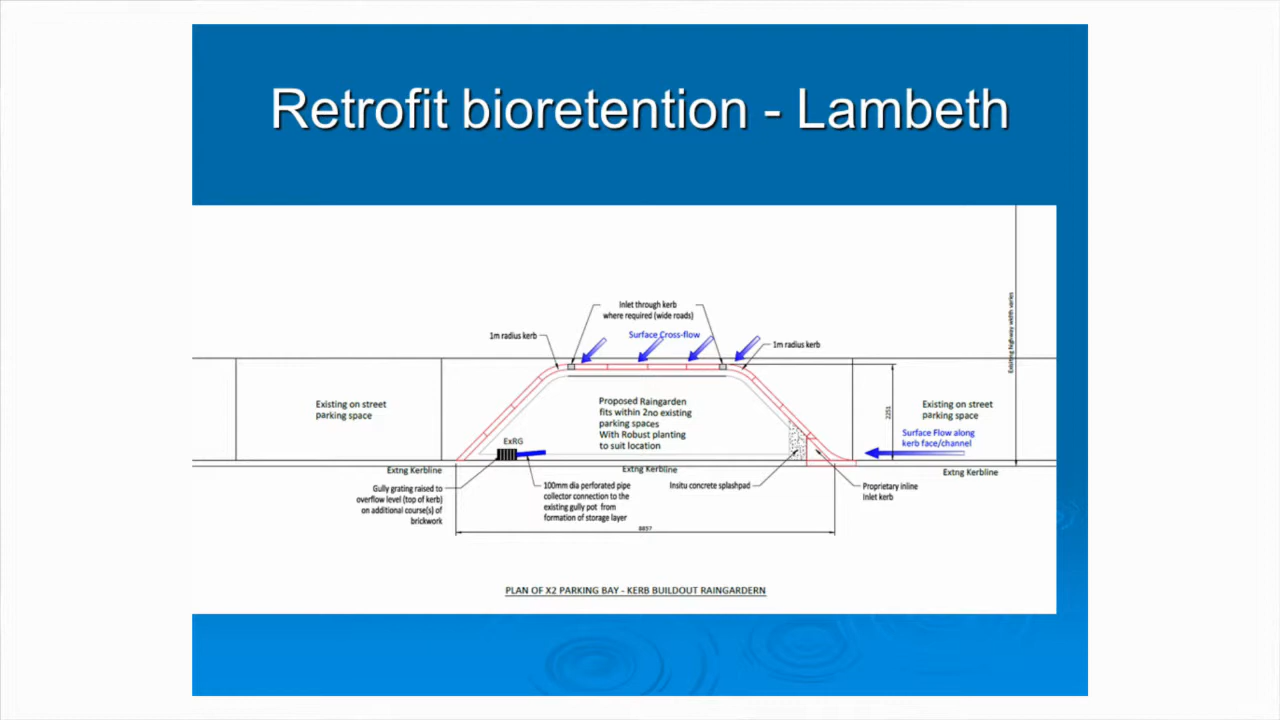 Retrofit bioretention - Lambeth
Inlet through kerb
where required (wide roads)
1m radius kerb
Surface Cross-flow
1m radius kerb
Existing highway width varies
Existing on street
parking space
Proposed Raingarden
fits within 2no existing
parking spaces
With Robust planting
to suit location
2251
Existing on street
parking space
Surface Flow along
kerb face/channel
ExRG
Extng Kerbline
Extng Kerbline
Extng Kerbline
Gully grating raised to
overflow level (top of kerb)
on additional course(s) of
brickwork
100mm dia perforated pipe
collector connection to the
existing gully pot from
formation of storage layer
Insitu concrete splashpad
Proprietary inline
Inlet kerb
8857
PLAN OF X2 PARKING BAY - KERB BUILDOUT RAINGARDERN